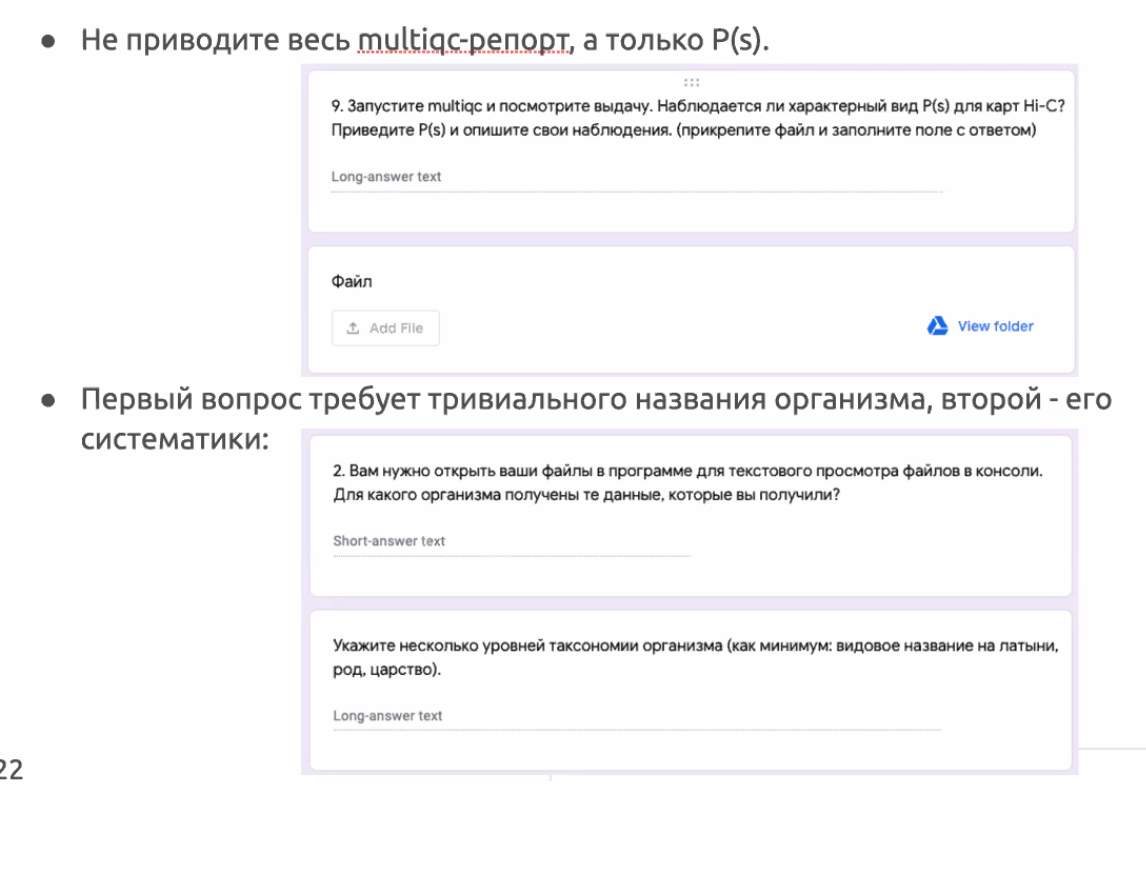 ● Не приводите весь multiqc-репорт, а только P(s).
9. Запустите multiqc и посмотрите выдачу. Наблюдается ли характерный вид P(s) для карт Hi-C?
Приведите P(s) и опишите свои наблюдения. (прикрепите файл и заполните поле с ответом)
Long-answer text
Файл
Add File
View folder
● Первый вопрос требует тривиального названия организма, второй - его
систематики:
2. Вам нужно открыть ваши файлы в программе для текстового просмотра файлов в консоли.
Для какого организма получены те данные, которые вы получили?
Short-answer text
Укажите несколько уровней таксономии организма (как минимум: видовое название на латыни,
род, царство).
Long-answer text
22